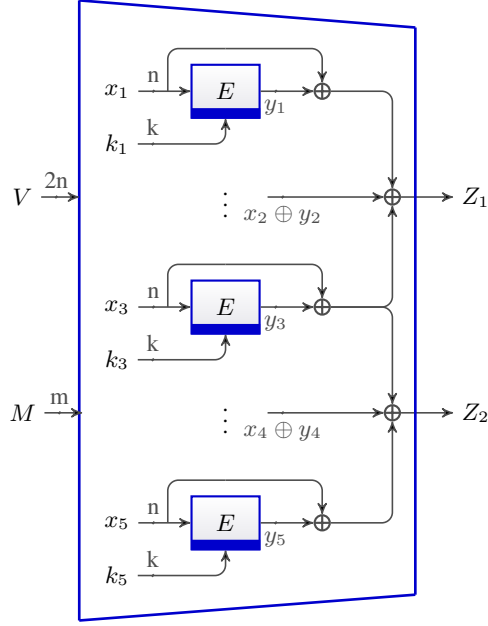 x₁ n E y₁ ⊕
k₁ k
V 2n ⋮ x₂ ⊕ y₂ ⊕ Z₁
x₃ n E y₃ ⊕
k₃ k
M m ⋮ x₄ ⊕ y₄ ⊕ Z₂
x₅ n E y₅ ⊕
k₅ k